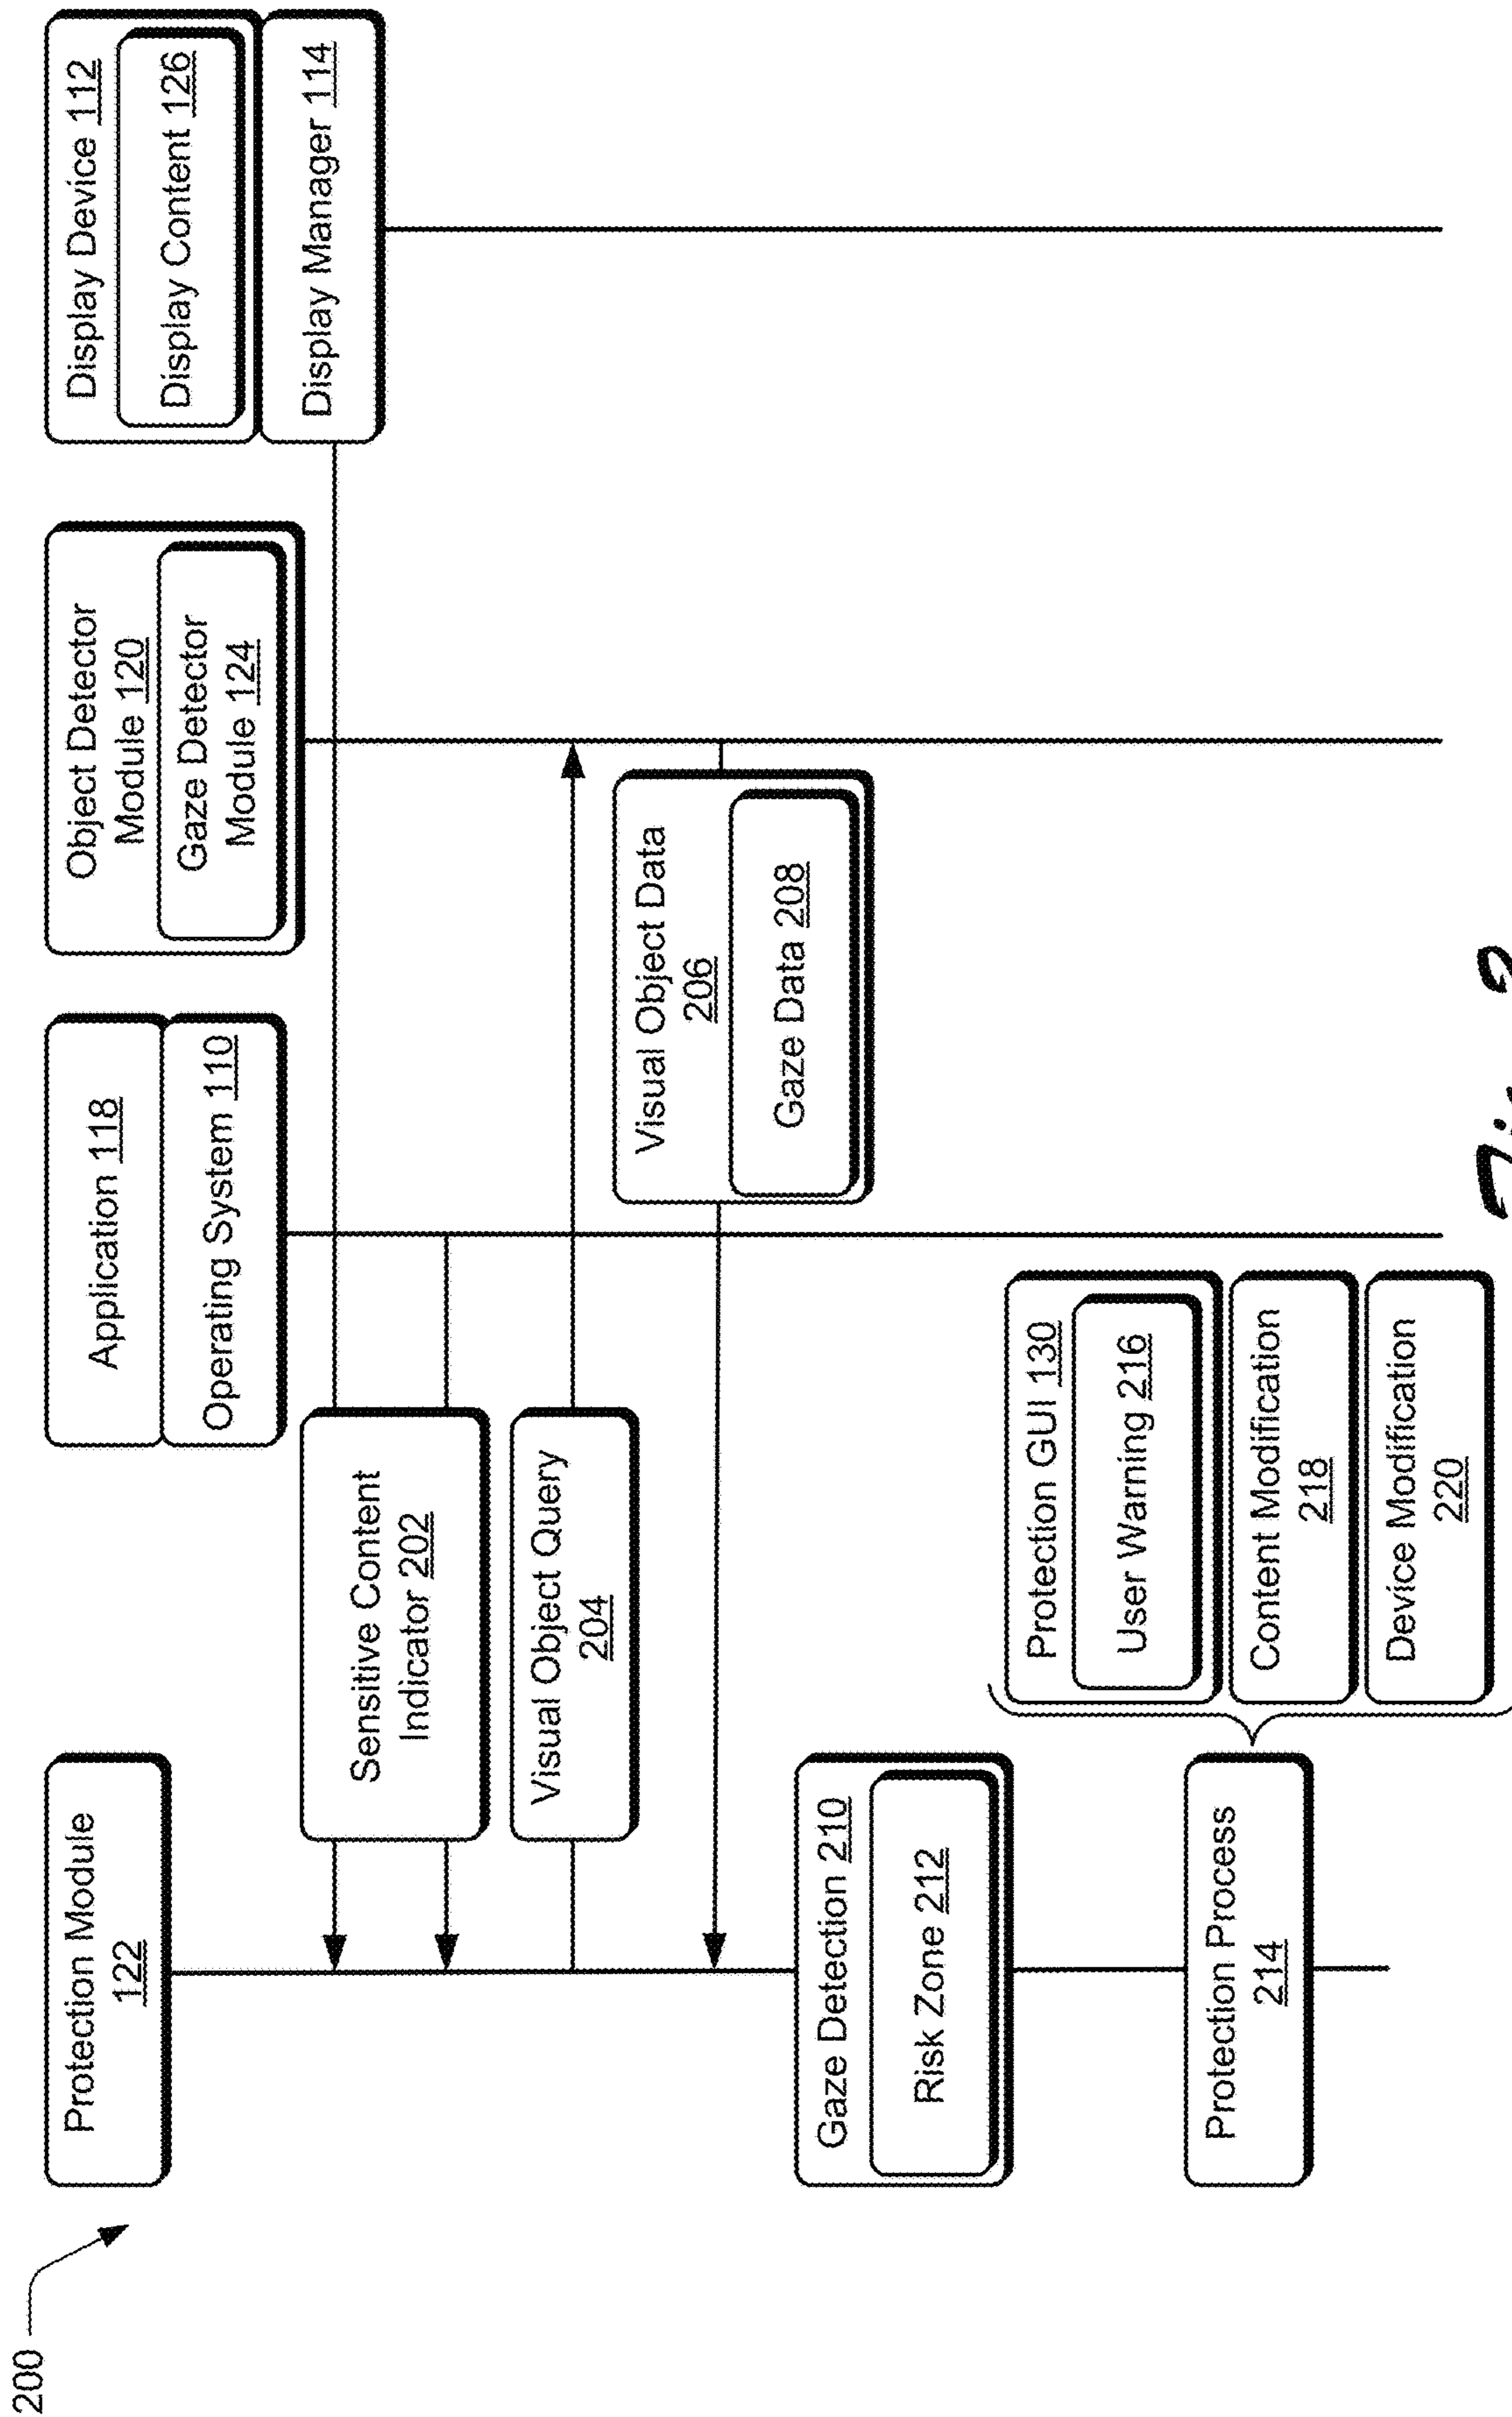 200
Protection Module
122
Application 118
Operating System 110
Object Detector
Module 120
Gaze Detector
Module 124
Display Device 112
Display Content 126
Display Manager 114
Sensitive Content
Indicator 202
Visual Object Query
204
Visual Object Data
206
Gaze Data 208
Gaze Detection 210
Risk Zone 212
Protection Process
214
Protection GUI 130
User Warning 216
Content Modification
218
Device Modification
220